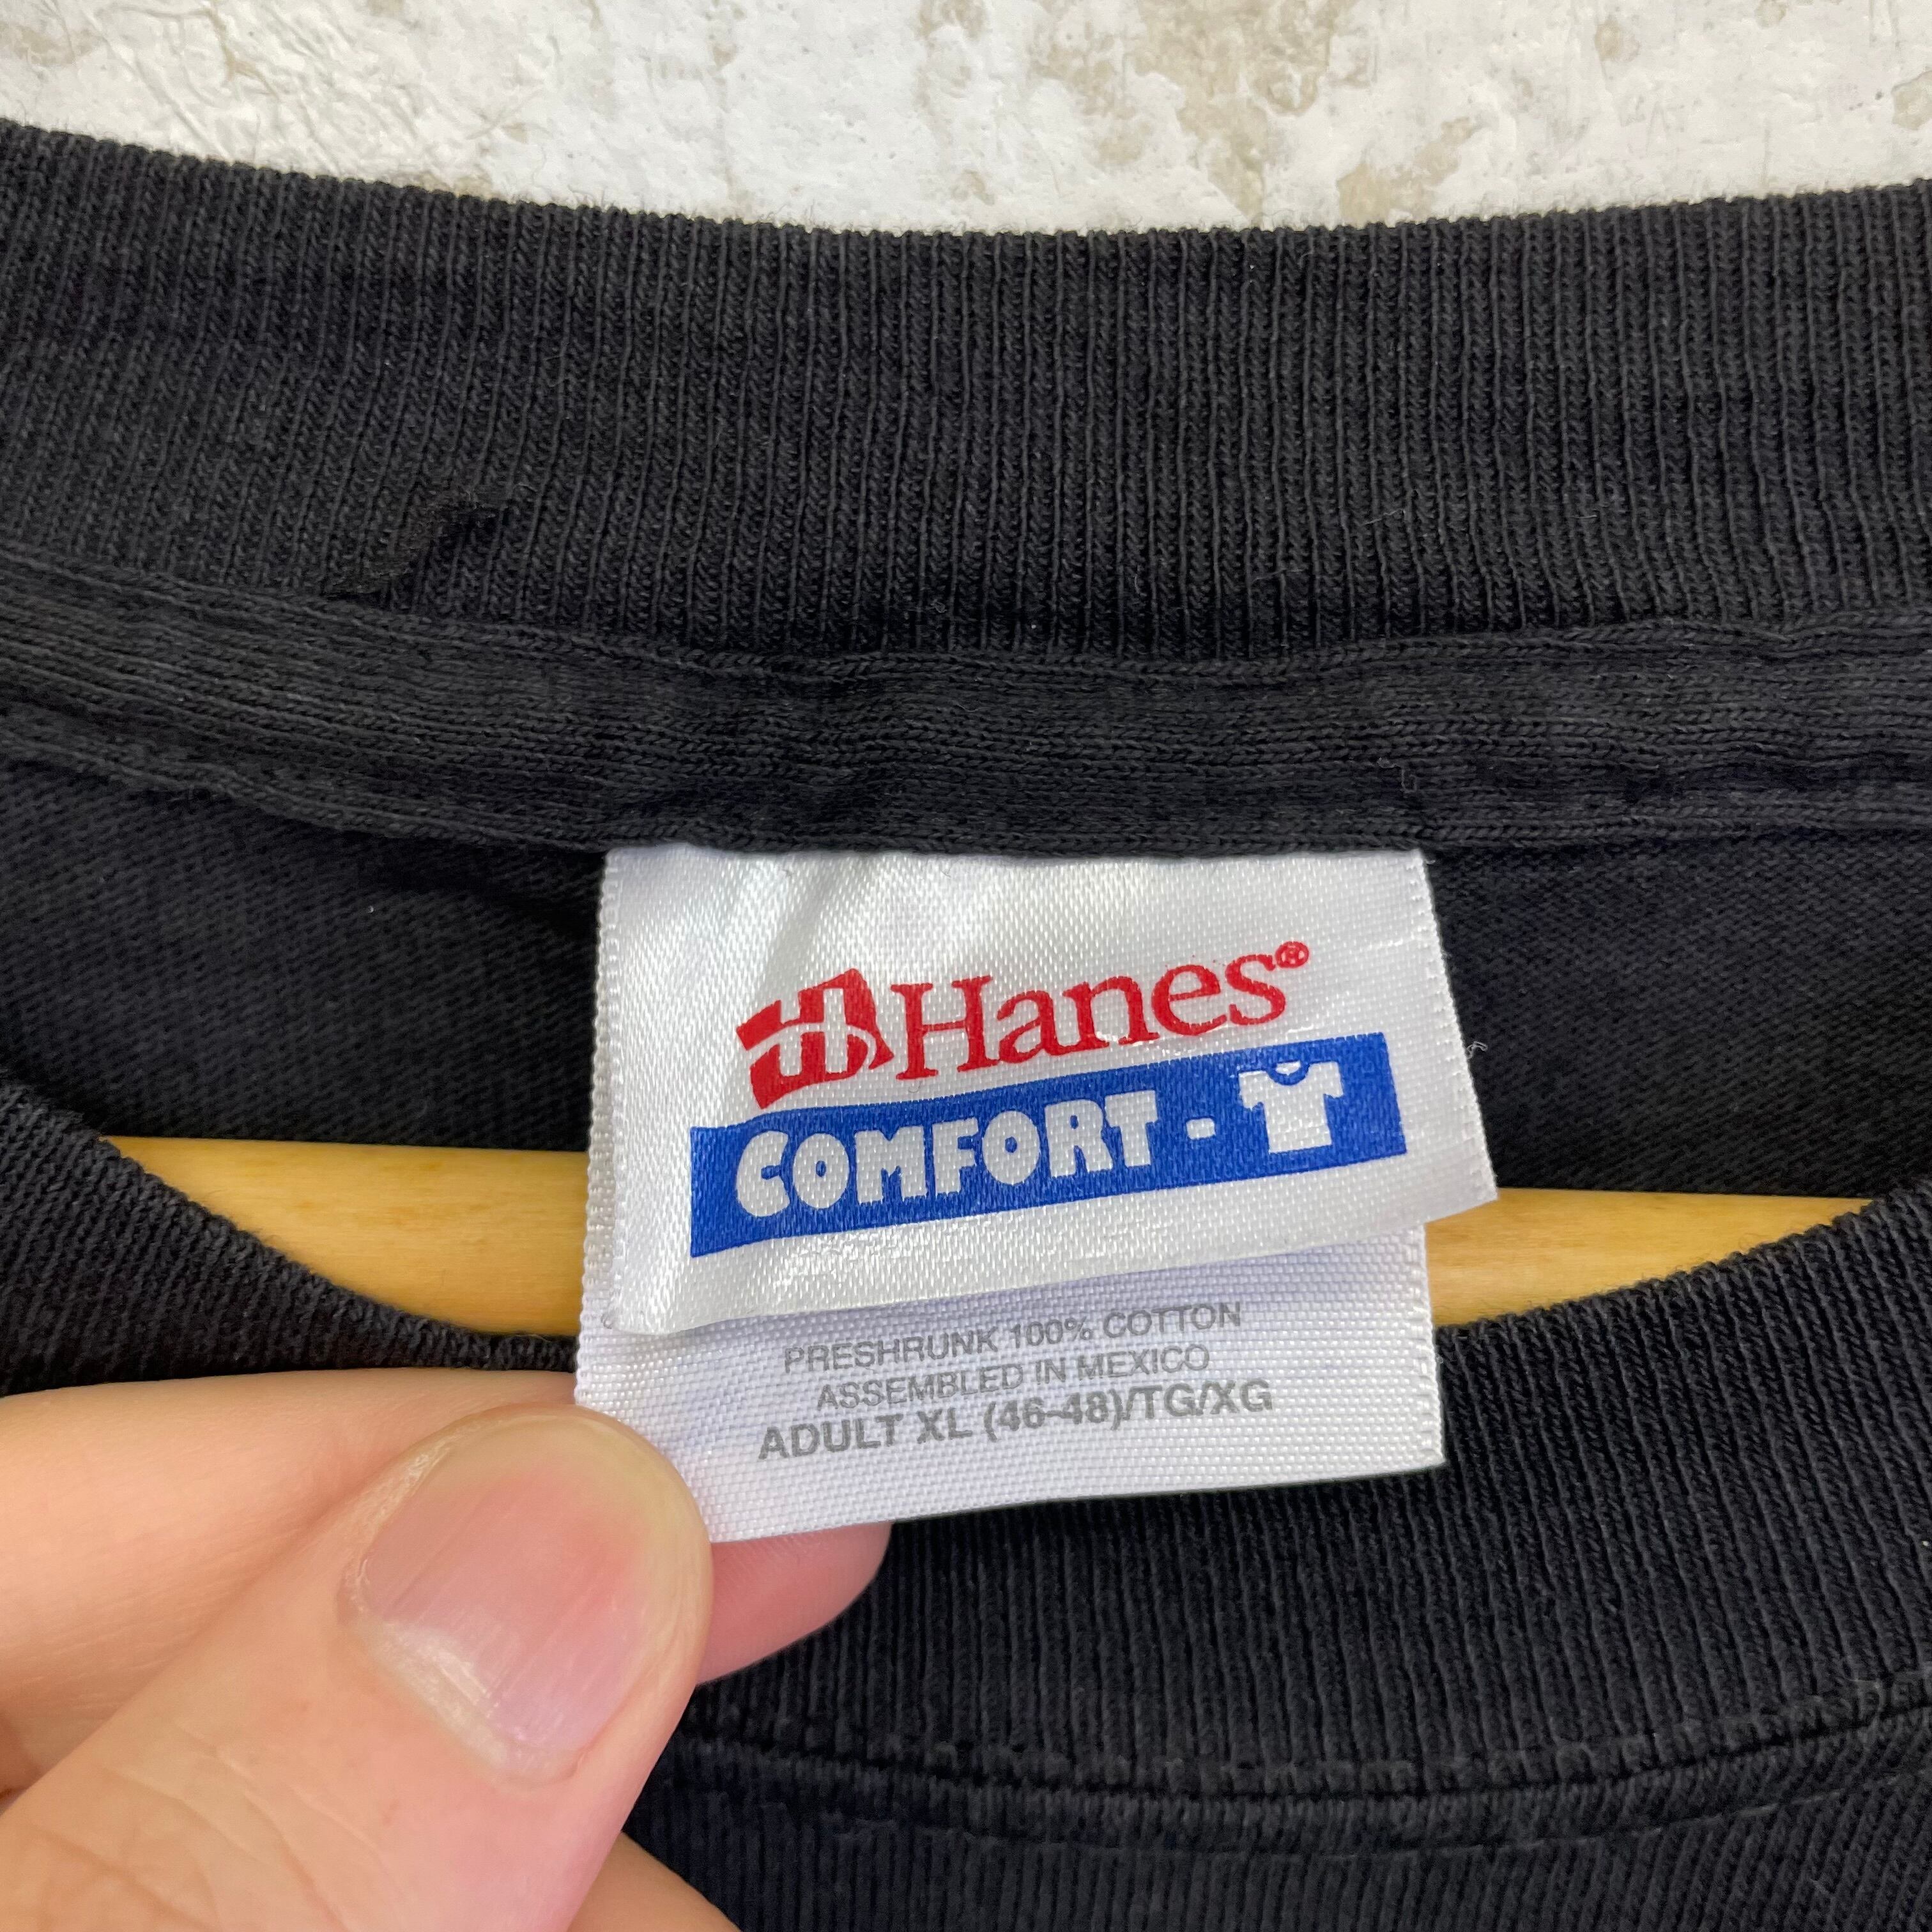 Hanes®
COMFORT -
PRESHRUNK 100% COTTON
ASSEMBLED IN MEXICO
ADULT XL (46-48)/TG/XG